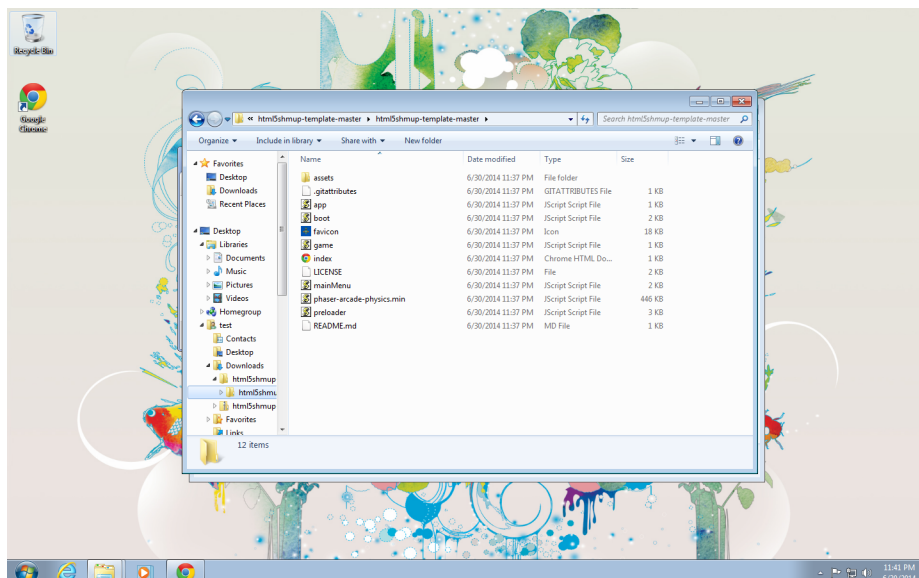 Recycle Bin
Google
Chrome
« html5shmup-template-master ▸ html5shmup-template-master ▸
Search html5shmup-template-master
Organize Include in library Share with New folder
Favorites
Desktop
Downloads
Recent Places
Desktop
Libraries
Documents
Music
Pictures
Videos
Homegroup
test
Contacts
Desktop
Downloads
html5shmup
html5shmu
html5shmup
Favorites
Links
Name Date modified Type Size
assets 6/30/2014 11:37 PM File folder
.gitattributes 6/30/2014 11:37 PM GITATTRIBUTES File 1 KB
app 6/30/2014 11:37 PM JScript Script File 1 KB
boot 6/30/2014 11:37 PM JScript Script File 2 KB
favicon 6/30/2014 11:37 PM Icon 18 KB
game 6/30/2014 11:37 PM JScript Script File 1 KB
index 6/30/2014 11:37 PM Chrome HTML Do... 1 KB
LICENSE 6/30/2014 11:37 PM File 2 KB
mainMenu 6/30/2014 11:37 PM JScript Script File 2 KB
phaser-arcade-physics.min 6/30/2014 11:37 PM JScript Script File 446 KB
preloader 6/30/2014 11:37 PM JScript Script File 3 KB
README.md 6/30/2014 11:37 PM MD File 1 KB
12 items
11:41 PM